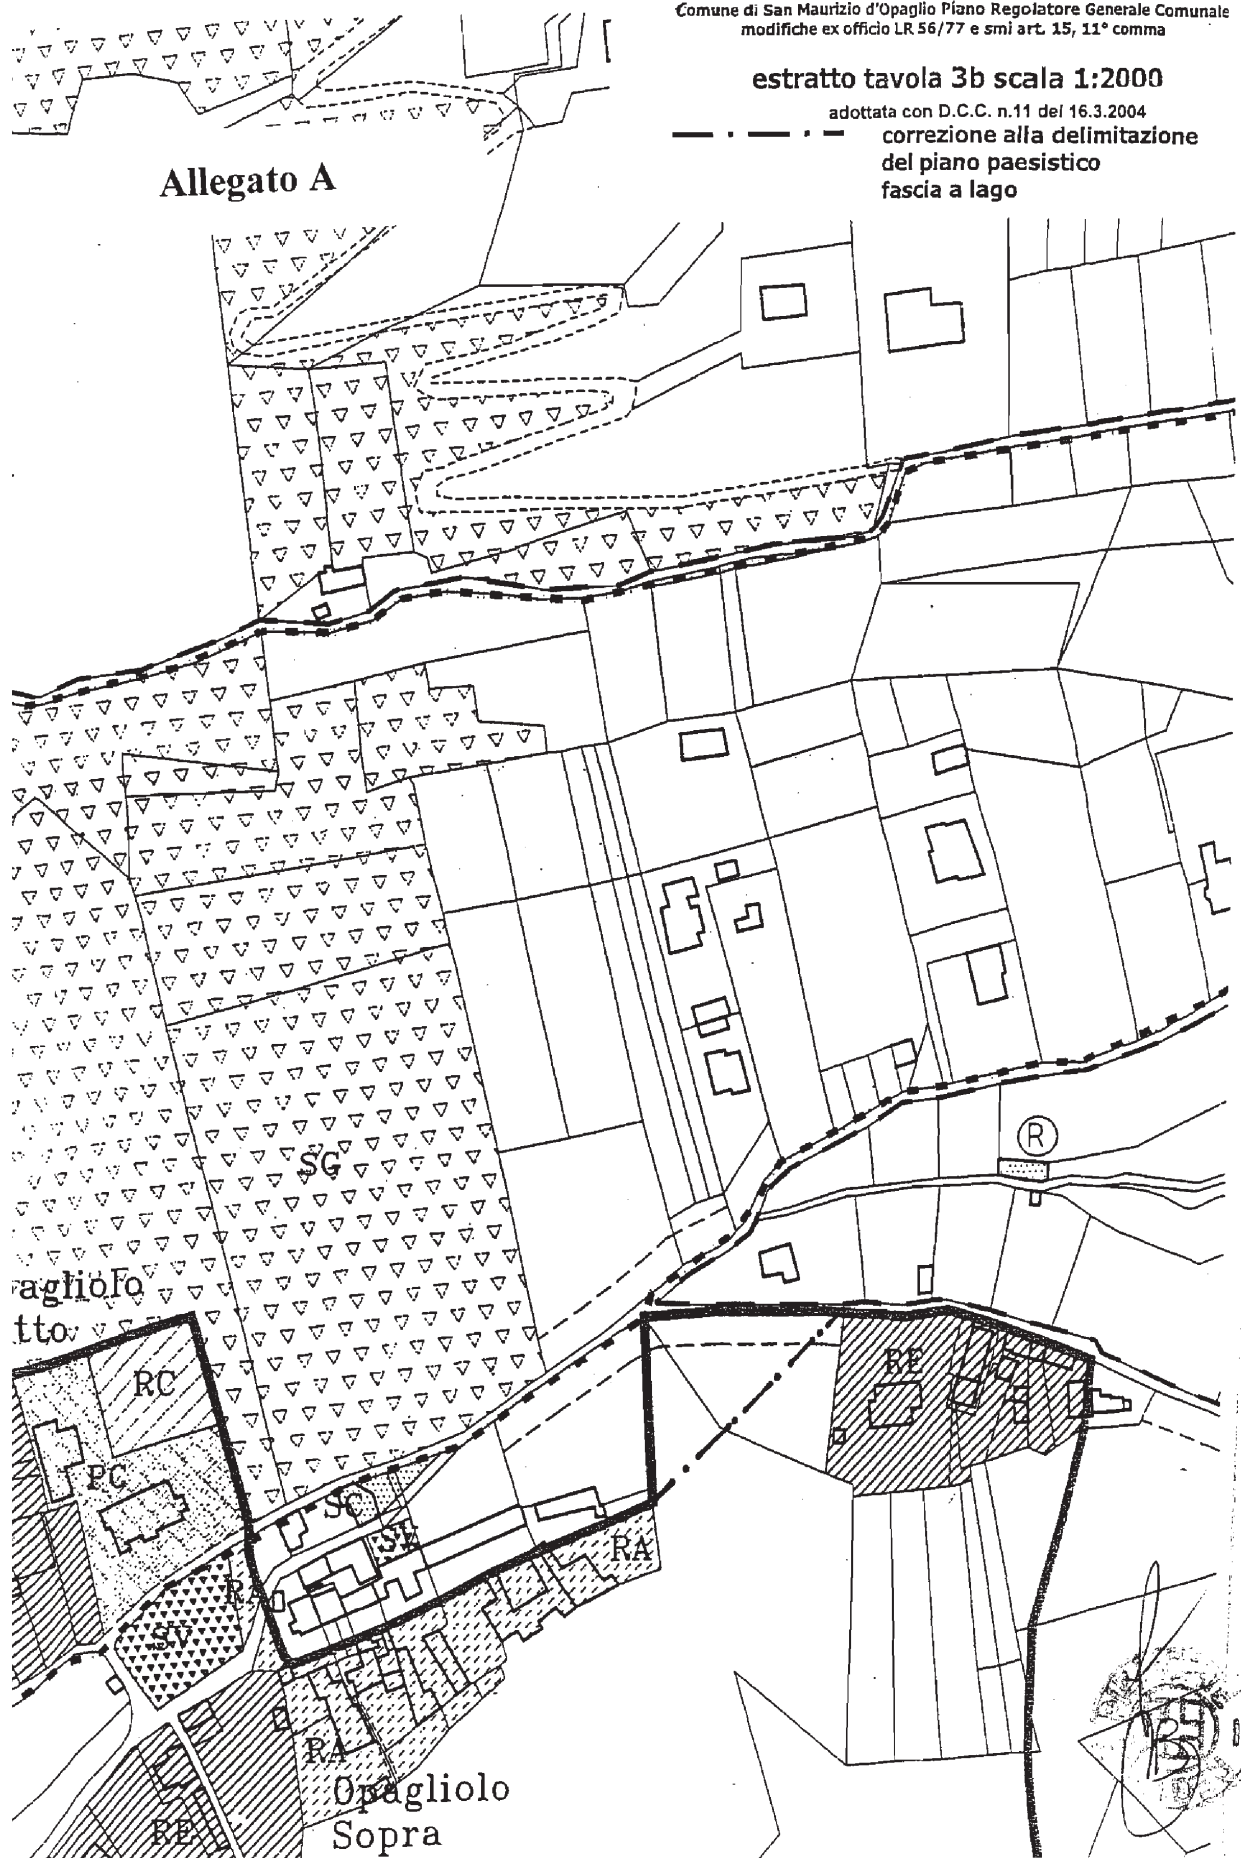 Comune di San Maurizio d'Opaglio Piano Regolatore Generale Comunale
modifiche ex officio LR 56/77 e smi art. 15, 11° comma
estratto tavola 3b scala 1:2000
adottata con D.C.C. n.11 del 16.3.2004
correzione alla delimitazione
del piano paesistico
fascia a lago
Allegato A
R
SG
agliolo
tto
RC
RE
PC
SC
RA
RA
SV
RA
Opagliolo
Sopra
RE